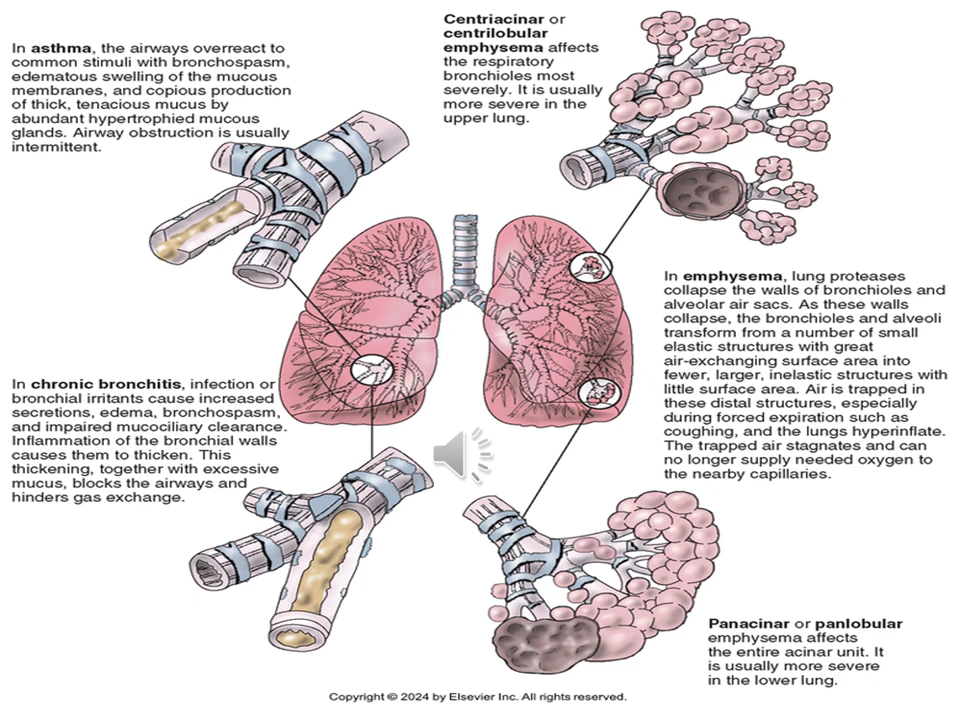 In asthma, the airways overreact to
common stimuli with bronchospasm,
edematous swelling of the mucous
membranes, and copious production
of thick, tenacious mucus by
abundant hypertrophied mucous
glands. Airway obstruction is usually
intermittent.
Centriacinar or
centrilobular
emphysema affects
the respiratory
bronchioles most
severely. It is usually
more severe in the
upper lung.
In emphysema, lung proteases
collapse the walls of bronchioles and
alveolar air sacs. As these walls
collapse, the bronchioles and alveoli
transform from a number of small
elastic structures with great
air-exchanging surface area into
fewer, larger, inelastic structures with
little surface area. Air is trapped in
these distal structures, especially
during forced expiration such as
coughing, and the lungs hyperinflate.
The trapped air stagnates and can
no longer supply needed oxygen to
the nearby capillaries.
In chronic bronchitis, infection or
bronchial irritants cause increased
secretions, edema, bronchospasm,
and impaired mucociliary clearance.
Inflammation of the bronchial walls
causes them to thicken. This
thickening, together with excessive
mucus, blocks the airways and
hinders gas exchange.
Panacinar or panlobular
emphysema affects
the entire acinar unit. It
is usually more severe
in the lower lung.
Copyright © 2024 by Elsevier Inc. All rights reserved.